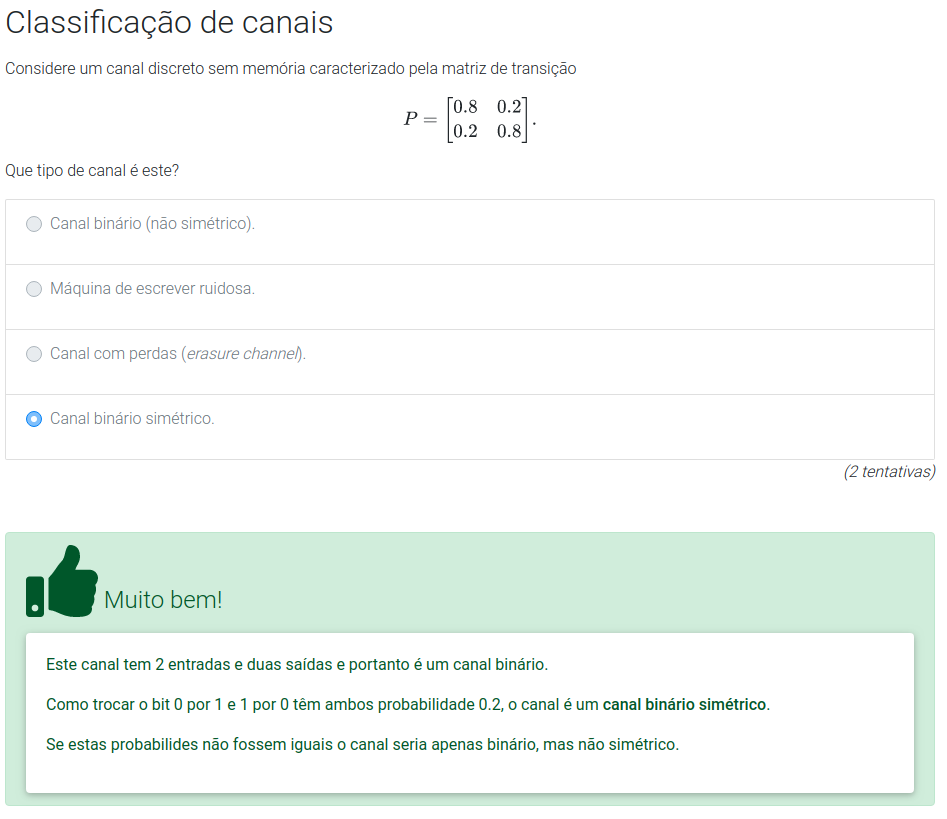 Classificação de canais
Considere um canal discreto sem memória caracterizado pela matriz de transição
P = [0.8 0.2
0.2 0.8].
Que tipo de canal é este?
Canal binário (não simétrico).
Máquina de escrever ruidosa.
Canal com perdas (erasure channel).
Canal binário simétrico.
(2 tentativas)
Muito bem!
Este canal tem 2 entradas e duas saídas e portanto é um canal binário.
Como trocar o bit 0 por 1 e 1 por 0 têm ambos probabilidade 0.2, o canal é um canal binário simétrico.
Se estas probabilides não fossem iguais o canal seria apenas binário, mas não simétrico.